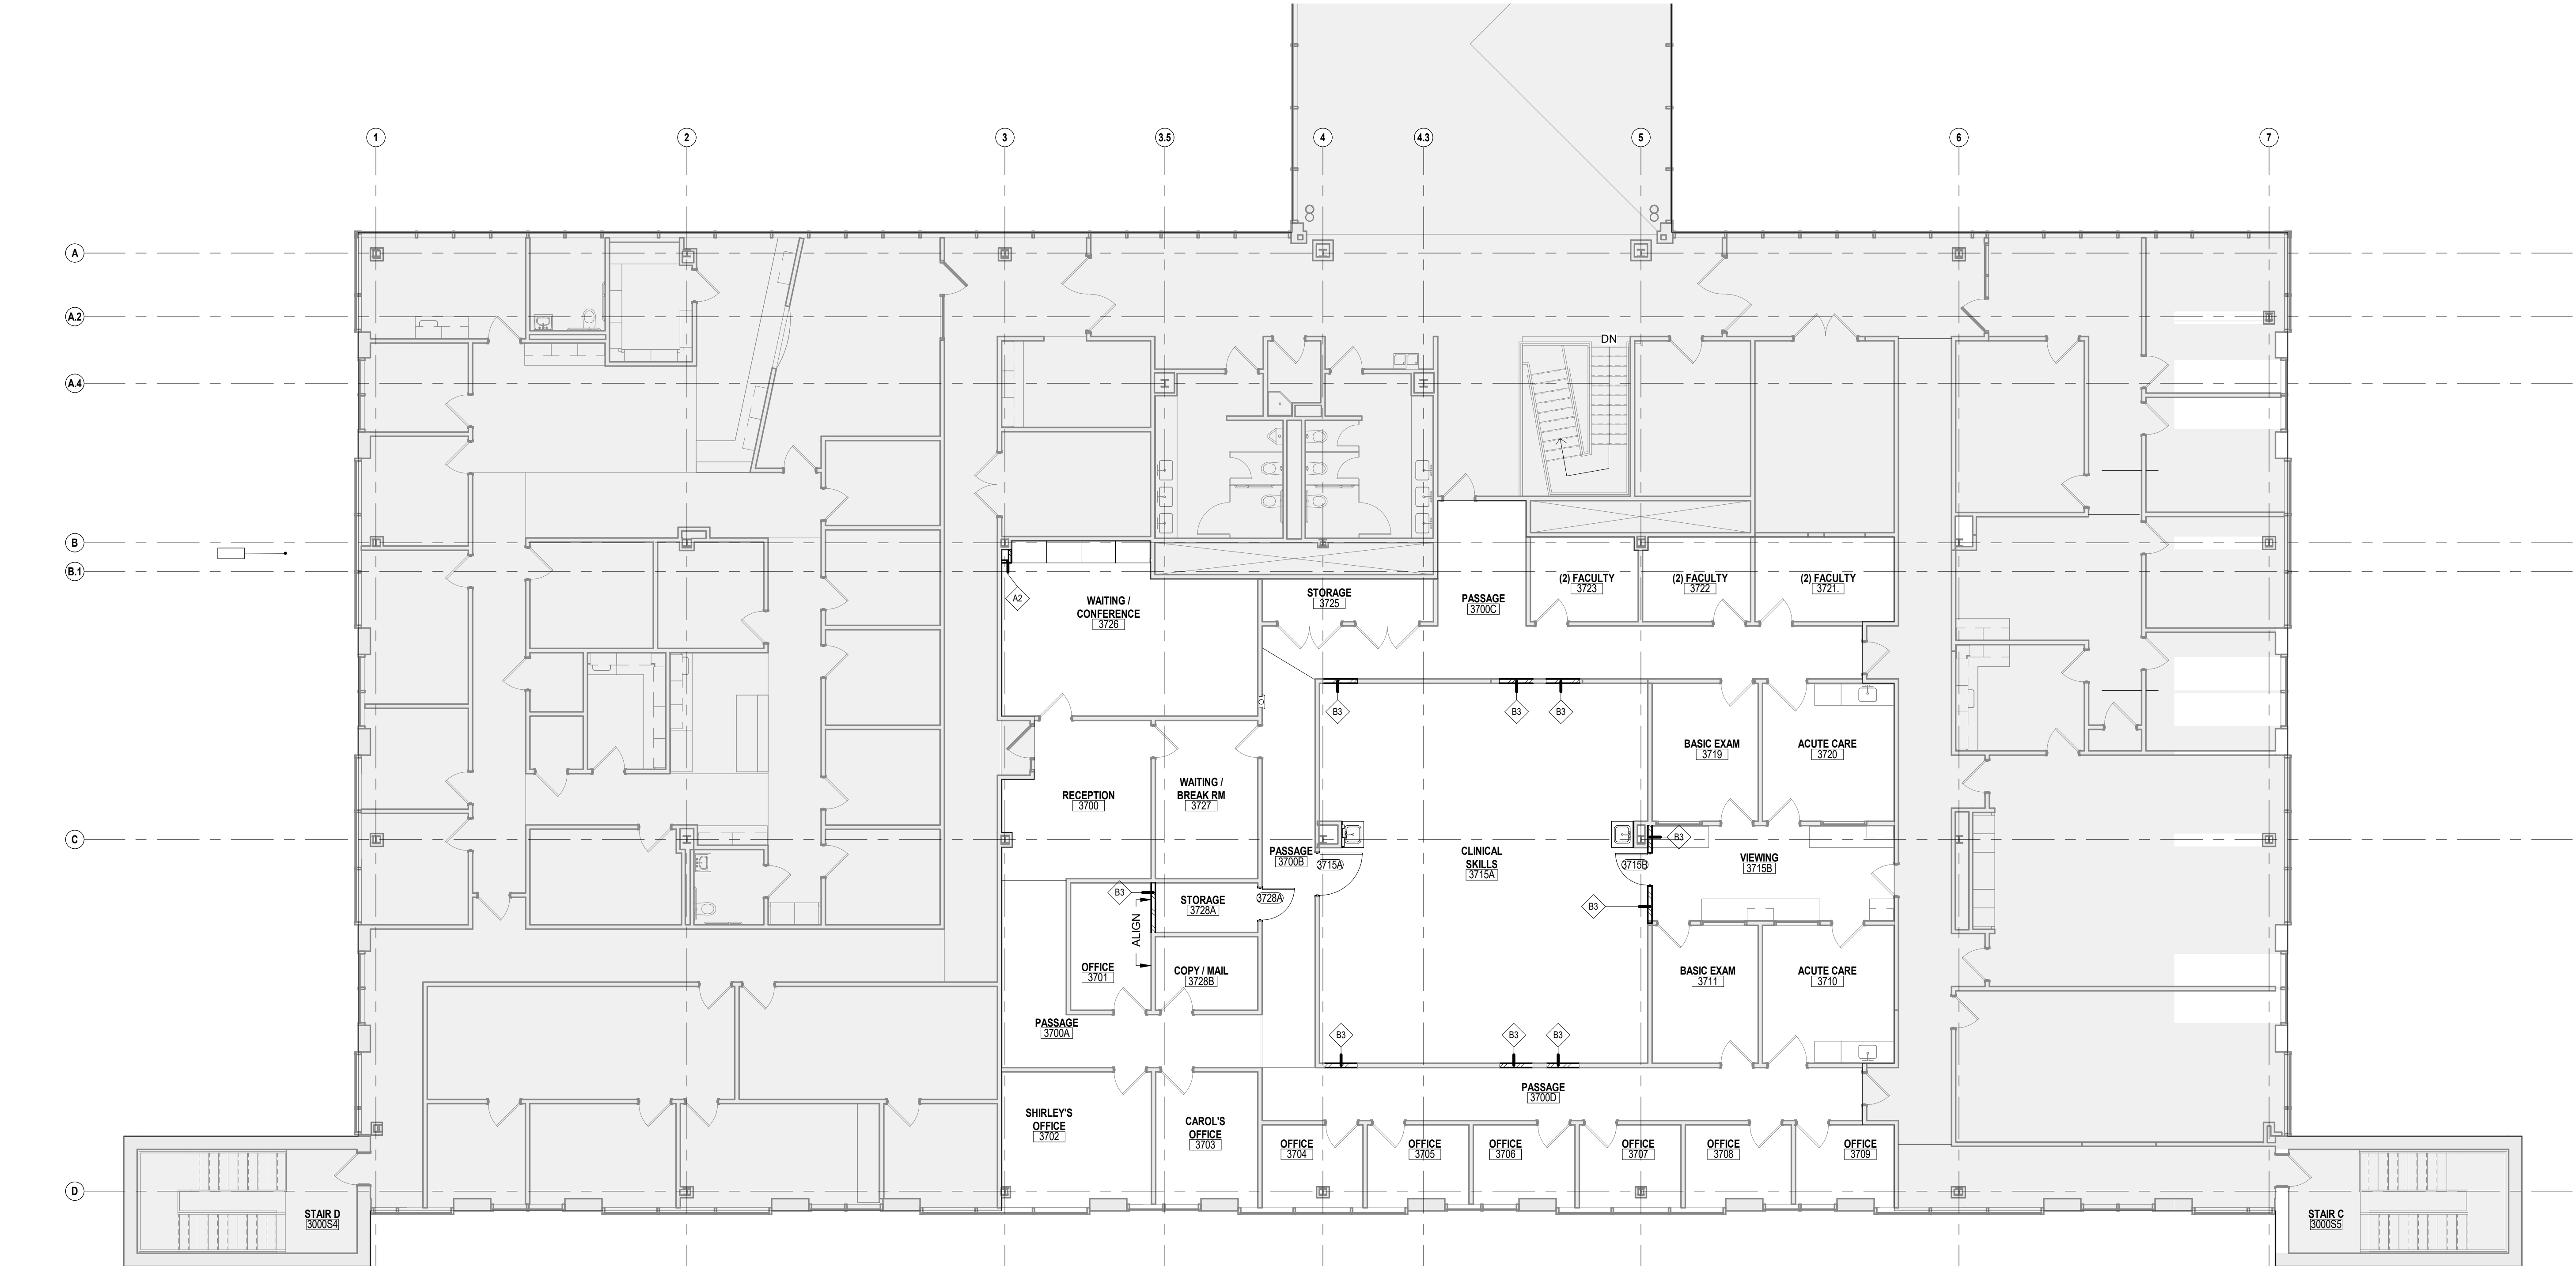 DN
1
2
3
3.5
4
4.3
5
6
7
A
A.2
A.4
B
B.1
C
D
A2
WAITING /
CONFERENCE
3726
STORAGE
3725
PASSAGE
3700C
(2) FACULTY
3723
(2) FACULTY
3722
(2) FACULTY
3721.
B3
B3
B3
BASIC EXAM
3719
ACUTE CARE
3720
RECEPTION
3700
WAITING /
BREAK RM
3727
PASSAGE
3700B
3715A
CLINICAL
SKILLS
3715A
3715B
B3
VIEWING
3715B
B3
B3
STORAGE
3728A
3728A
ALIGN
OFFICE
3701
COPY / MAIL
3728B
BASIC EXAM
3711
ACUTE CARE
3710
PASSAGE
3700A
B3
B3
B3
PASSAGE
3700D
SHIRLEY'S
OFFICE
3702
CAROL'S
OFFICE
3703
OFFICE
3704
OFFICE
3705
OFFICE
3706
OFFICE
3707
OFFICE
3708
OFFICE
3709
STAIR D
3000S4
STAIR C
3000S5